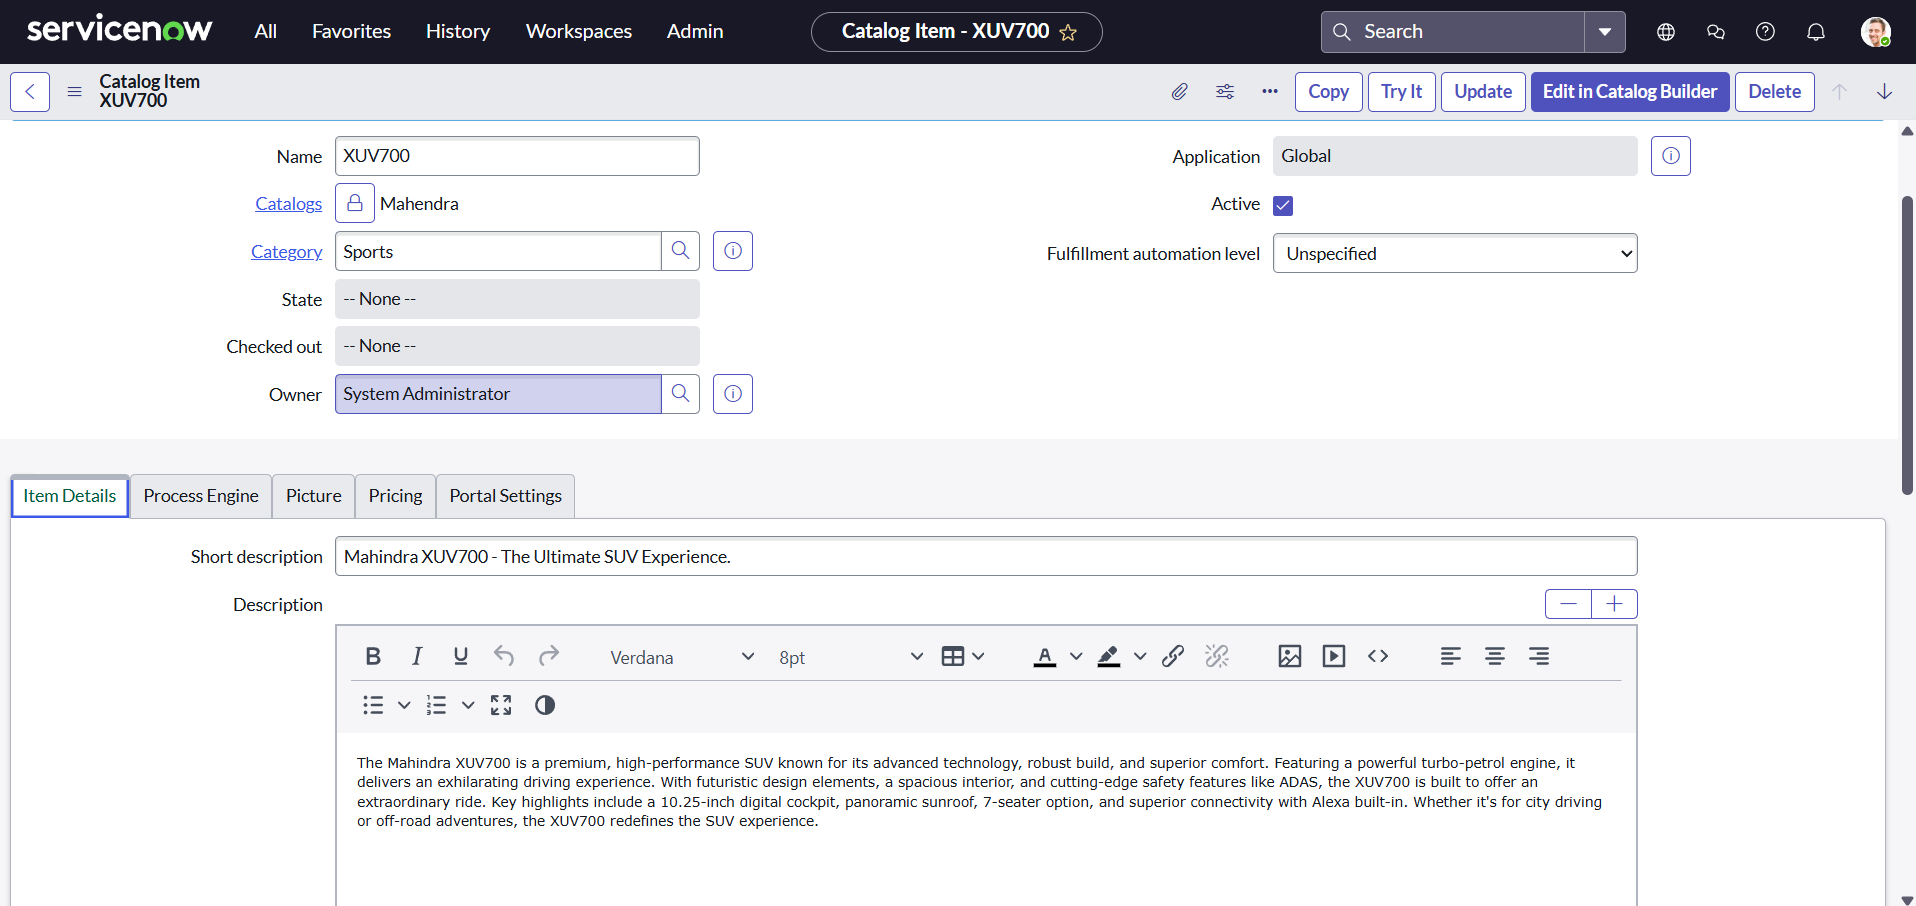 servicenow
All
Favorites
History
Workspaces
Admin
Catalog Item - XUV700
Search
Catalog Item
XUV700
Copy
Try It
Update
Edit in Catalog Builder
Delete
Name
XUV700
Application
Global
Catalogs
Mahendra
Active
Category
Sports
Fulfillment automation level
Unspecified
State
-- None --
Checked out
-- None --
Owner
System Administrator
Item Details
Process Engine
Picture
Pricing
Portal Settings
Short description
Mahindra XUV700 - The Ultimate SUV Experience.
Description
B I U
Verdana
8pt
A
The Mahindra XUV700 is a premium, high-performance SUV known for its advanced technology, robust build, and superior comfort. Featuring a powerful turbo-petrol engine, it
delivers an exhilarating driving experience. With futuristic design elements, a spacious interior, and cutting-edge safety features like ADAS, the XUV700 is built to offer an
extraordinary ride. Key highlights include a 10.25-inch digital cockpit, panoramic sunroof, 7-seater option, and superior connectivity with Alexa built-in. Whether it's for city driving
or off-road adventures, the XUV700 redefines the SUV experience.